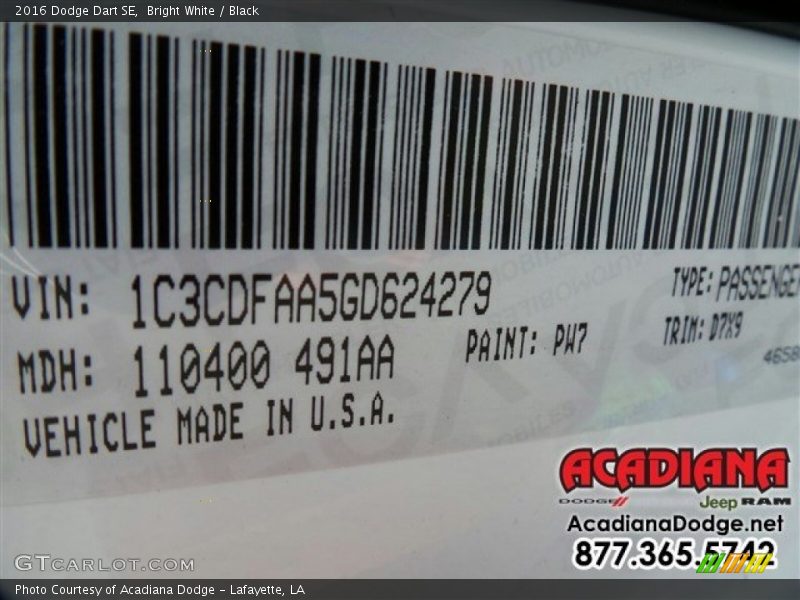 2016 Dodge Dart SE,  Bright White / Black
VIN: 1C3CDFAA5GD624279
TYPE: PASSENGER
MDH: 110400 491AA
PAINT: PW7
TRIM: D7X9
4658
VEHICLE MADE IN U.S.A.
ACADIANA
DODGE Jeep RAM
AcadianaDodge.net
877.365.5742
GTCARLOT.COM
Photo Courtesy of Acadiana Dodge – Lafayette, LA